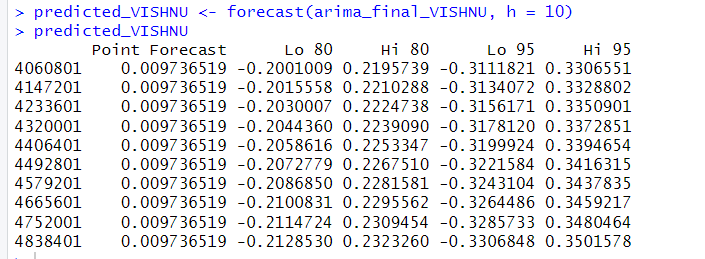 > predicted_VISHNU <- forecast(arima_final_VISHNU, h = 10)
> predicted_VISHNU
        Point Forecast      Lo 80     Hi 80      Lo 95     Hi 95
4060801    0.009736519 -0.2001009 0.2195739 -0.3111821 0.3306551
4147201    0.009736519 -0.2015558 0.2210288 -0.3134072 0.3328802
4233601    0.009736519 -0.2030007 0.2224738 -0.3156171 0.3350901
4320001    0.009736519 -0.2044360 0.2239090 -0.3178120 0.3372851
4406401    0.009736519 -0.2058616 0.2253347 -0.3199924 0.3394654
4492801    0.009736519 -0.2072779 0.2267510 -0.3221584 0.3416315
4579201    0.009736519 -0.2086850 0.2281581 -0.3243104 0.3437835
4665601    0.009736519 -0.2100831 0.2295562 -0.3264486 0.3459217
4752001    0.009736519 -0.2114724 0.2309454 -0.3285733 0.3480464
4838401    0.009736519 -0.2128530 0.2323260 -0.3306848 0.3501578